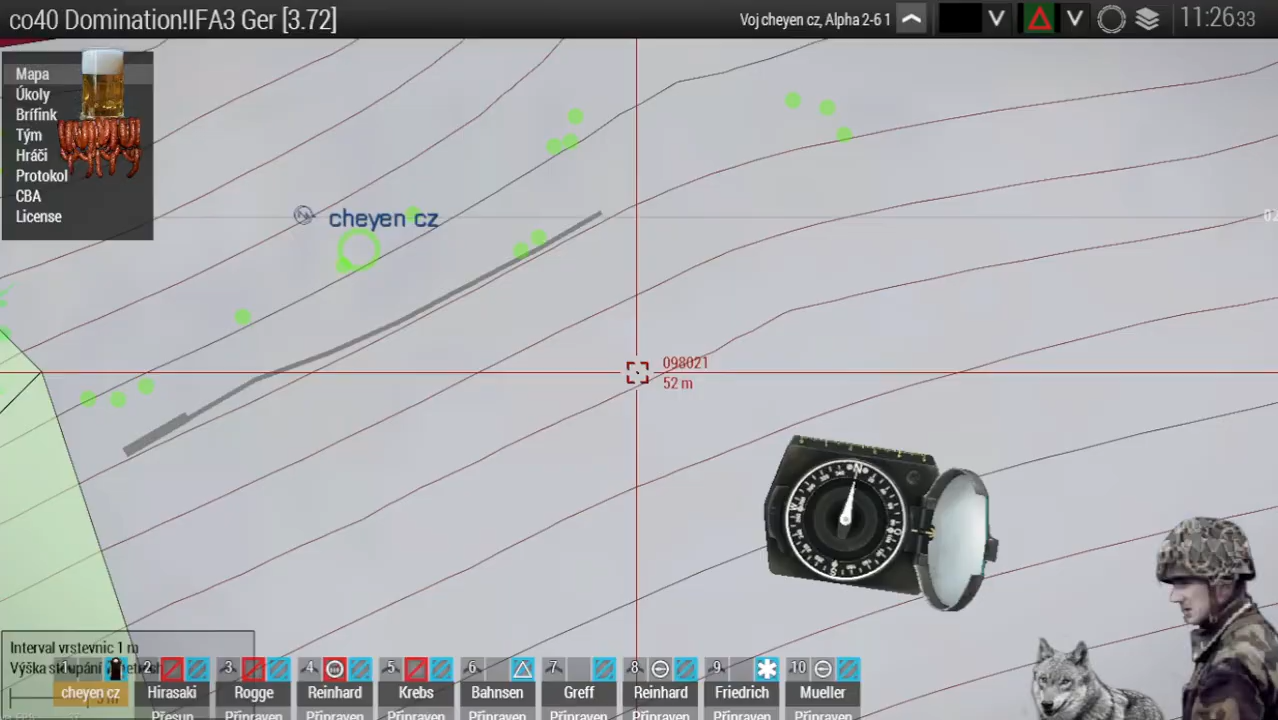 co40 Domination!IFA3 Ger [3.72]
Voj cheyen cz, Alpha 2-6 1
11:26 33
Mapa
Úkoly
Brífink
Tým
Hráči
Protokol
CBA
License
cheyen cz
098021
52 m
N
S
Interval vrstevnic 1 m
Výška stoupání
1 2 3 4 5 6 7 8 9 10
cheyen cz Hirasaki Rogge Reinhard Krebs Bahnsen Greff Reinhard Friedrich Mueller
Přesun Připraven Připraven Připraven Připraven Připraven Připraven Připraven Připraven